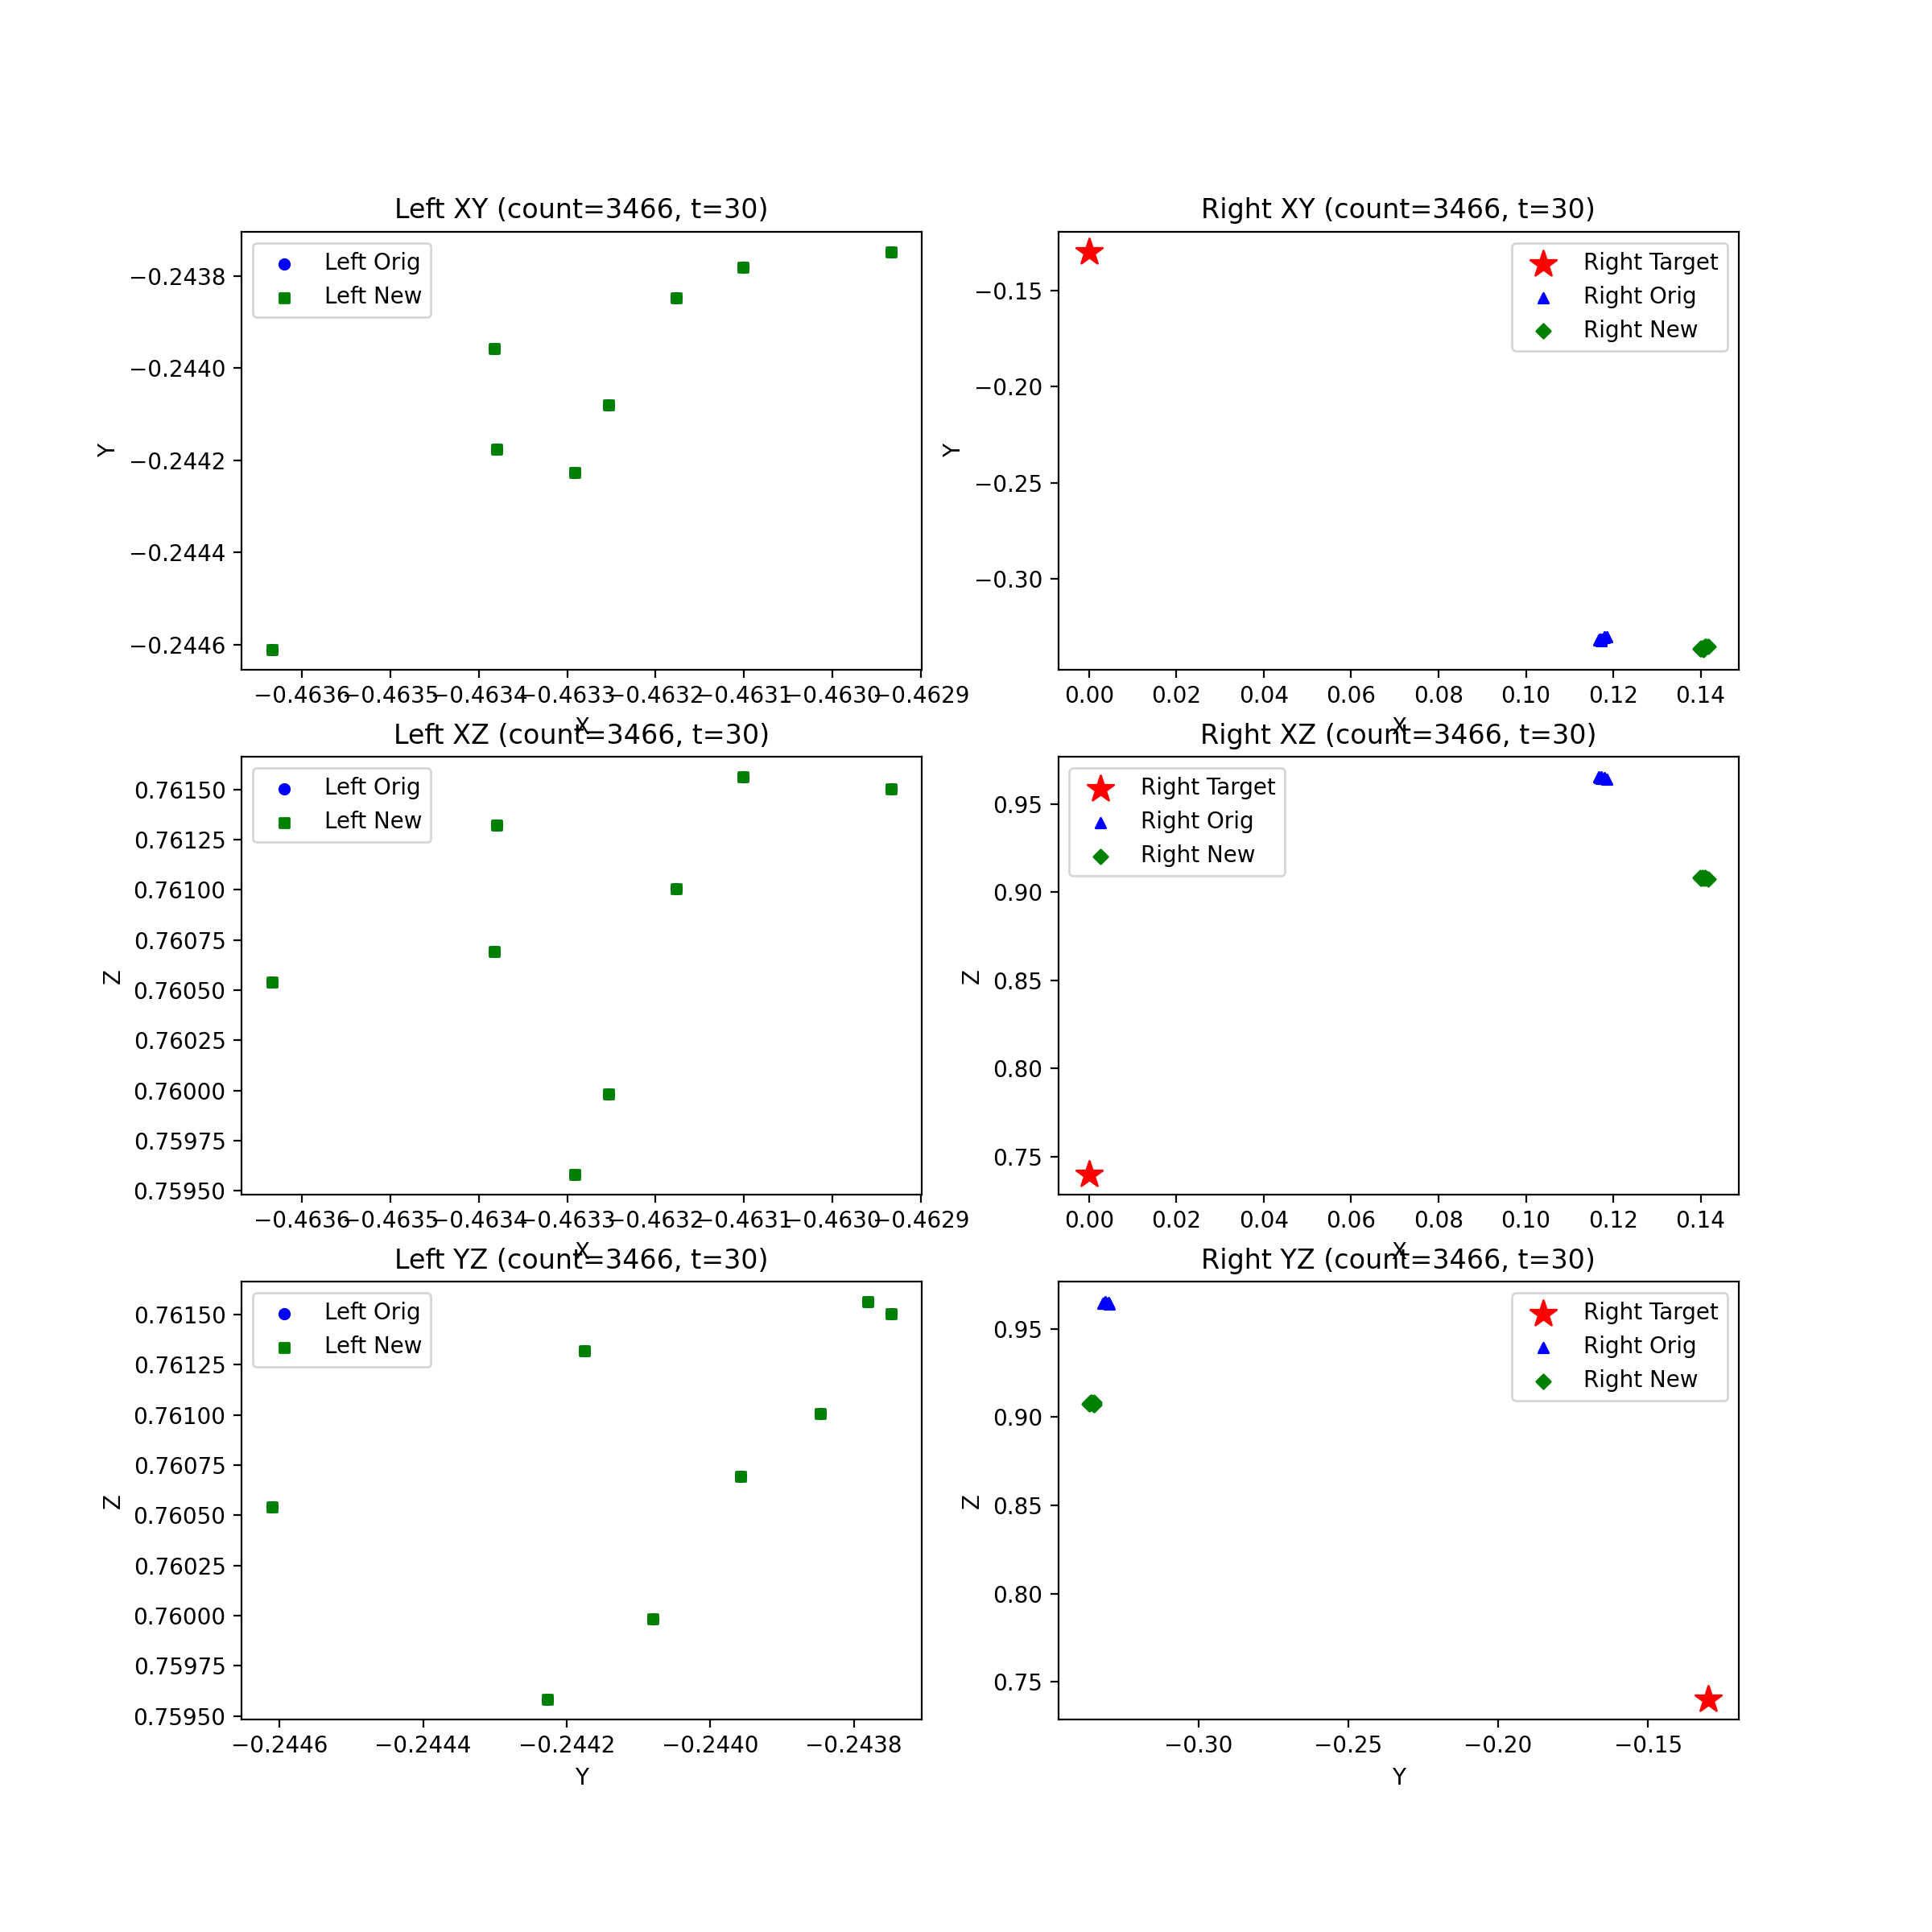 Left XY (count=3466, t=30)
Left Orig
Left New
−0.2438
−0.2440
−0.2442
−0.2444
−0.2446
Y
−0.4636 −0.4635 −0.4634 −0.4633 −0.4632 −0.4631 −0.4630 −0.4629
X
Right XY (count=3466, t=30)
Right Target
Right Orig
Right New
−0.15
−0.20
−0.25
−0.30
Y
0.00 0.02 0.04 0.06 0.08 0.10 0.12 0.14
X
Left XZ (count=3466, t=30)
Left Orig
Left New
0.76150
0.76125
0.76100
0.76075
0.76050
0.76025
0.76000
0.75975
0.75950
Z
−0.4636 −0.4635 −0.4634 −0.4633 −0.4632 −0.4631 −0.4630 −0.4629
X
Right XZ (count=3466, t=30)
Right Target
Right Orig
Right New
0.95
0.90
0.85
0.80
0.75
Z
0.00 0.02 0.04 0.06 0.08 0.10 0.12 0.14
X
Left YZ (count=3466, t=30)
Left Orig
Left New
0.76150
0.76125
0.76100
0.76075
0.76050
0.76025
0.76000
0.75975
0.75950
Z
−0.2446 −0.2444 −0.2442 −0.2440 −0.2438
Y
Right YZ (count=3466, t=30)
Right Target
Right Orig
Right New
0.95
0.90
0.85
0.80
0.75
Z
−0.30 −0.25 −0.20 −0.15
Y